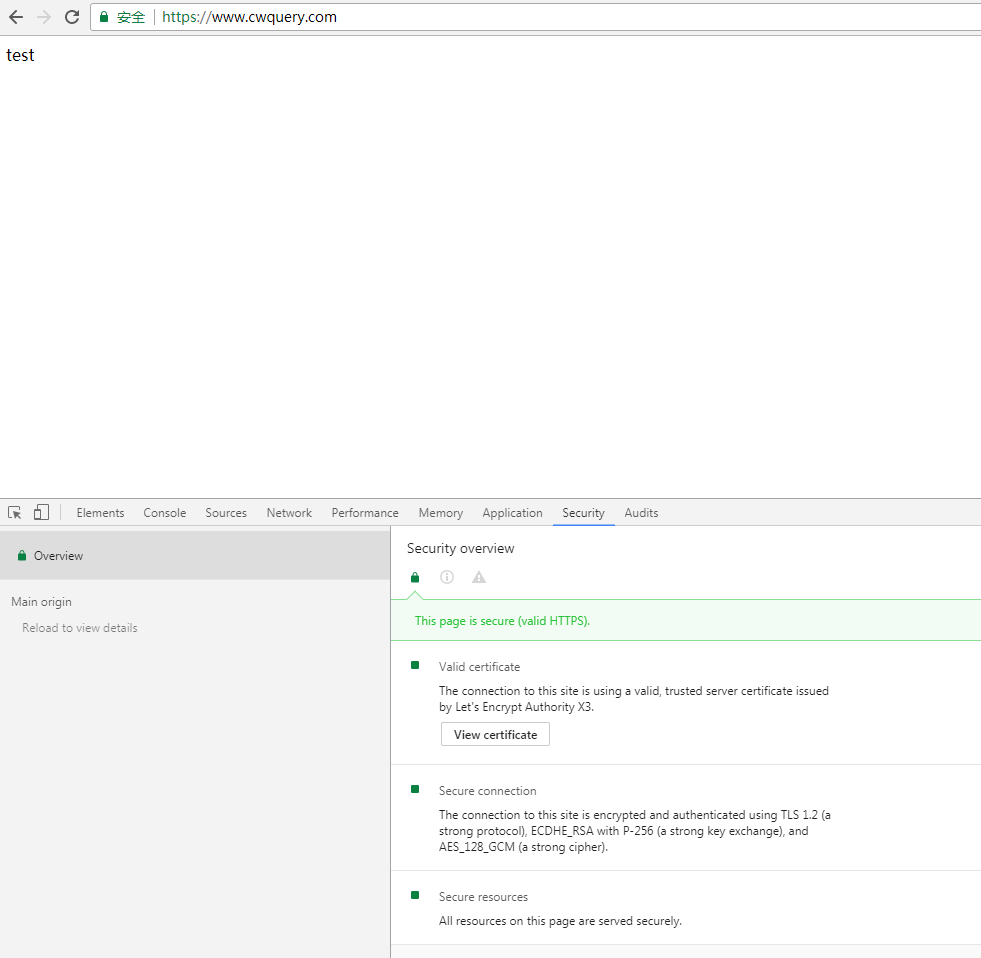 安全 https://www.cwquery.com
test
Elements Console Sources Network Performance Memory Application Security Audits
Overview
Main origin
Reload to view details
Security overview
This page is secure (valid HTTPS).
Valid certificate
The connection to this site is using a valid, trusted server certificate issued
by Let's Encrypt Authority X3.
View certificate
Secure connection
The connection to this site is encrypted and authenticated using TLS 1.2 (a
strong protocol), ECDHE_RSA with P-256 (a strong key exchange), and
AES_128_GCM (a strong cipher).
Secure resources
All resources on this page are served securely.